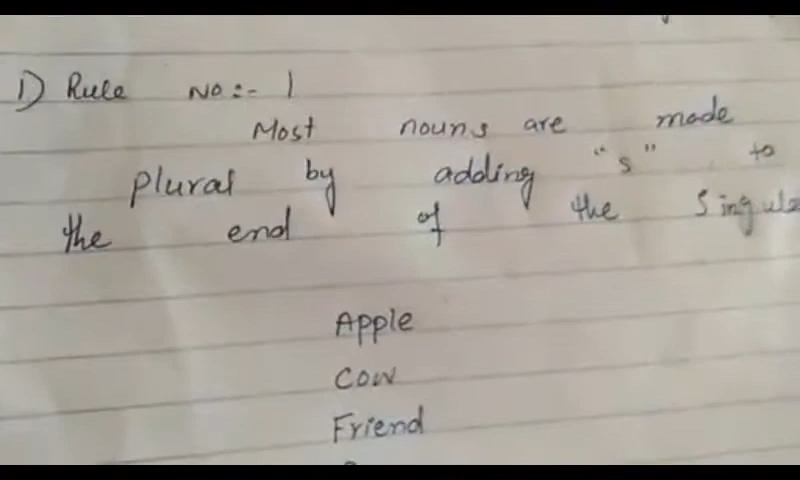 1) Rule No:- 1
Most nouns are made
plural by adding "s" to
the end of the
Apple
Cow
Friend